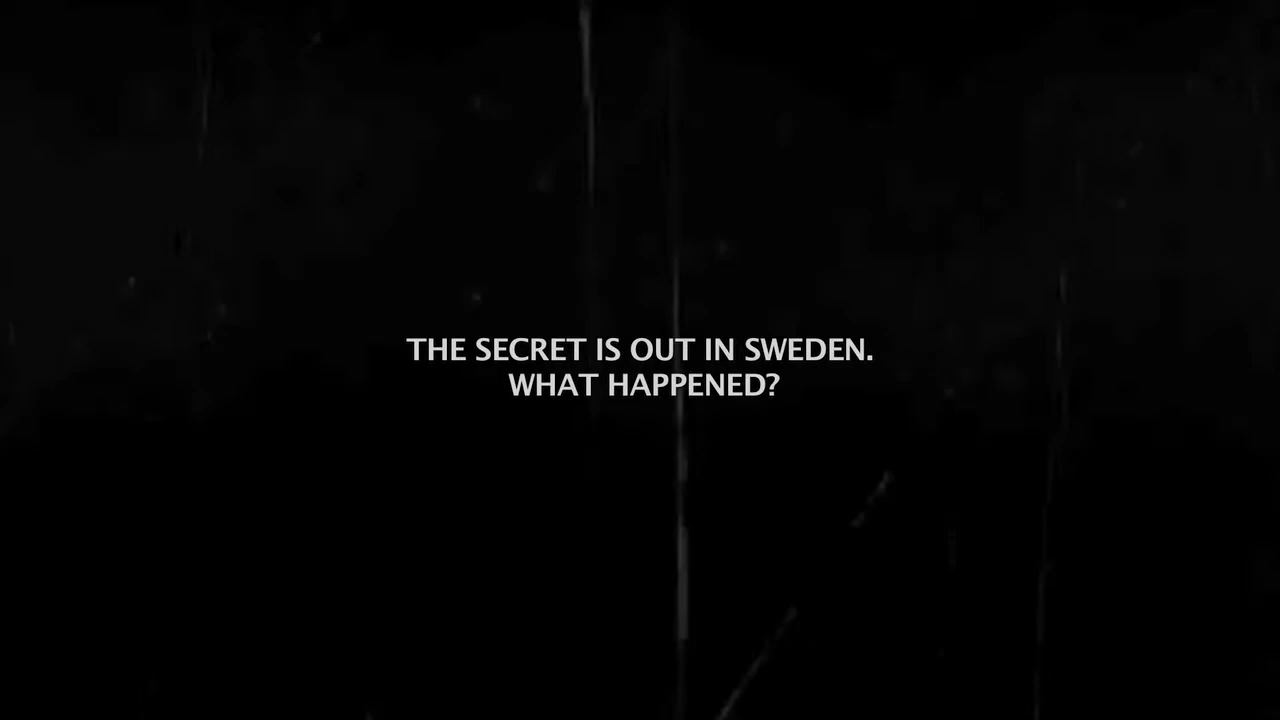 THE SECRET IS OUT IN SWEDEN.
WHAT HAPPENED?